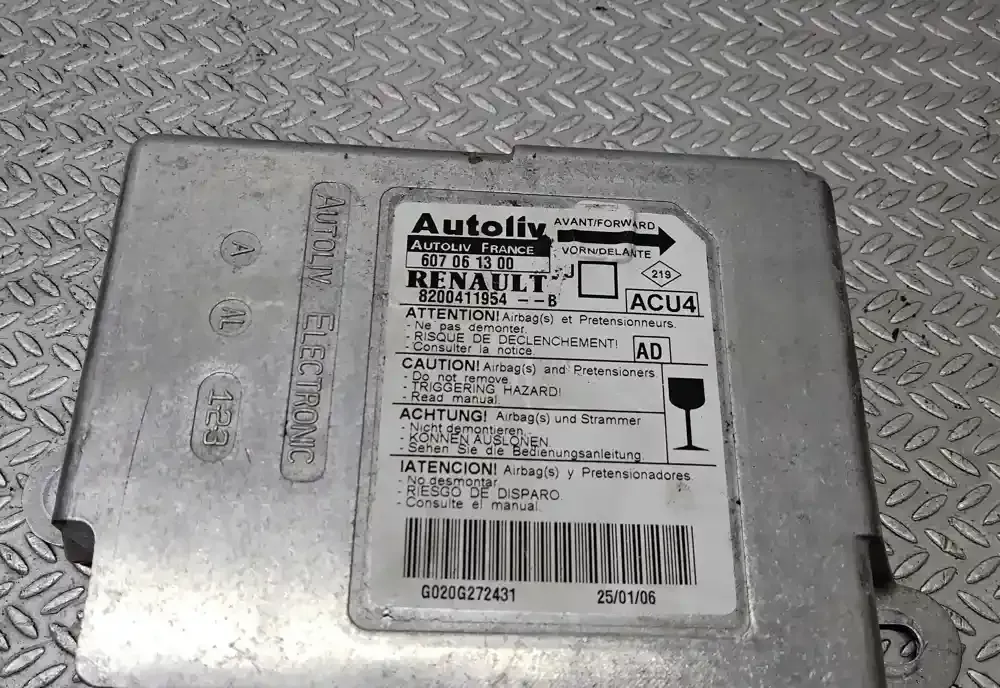 AUTOLIV ELECTRONIC
A
123
Autoliv
AVANT/FORWARD
AUTOLIV FRANCE
VORN/DELANTE
607 06 13 00
RENAULT
219
8200411954 --B
ACU4
ATTENTION! Airbag(s) et Pretensionneurs.
- Ne pas demonter.
- RISQUE DE DECLENCHEMENT!
- Consulter la notice.
AD
CAUTION! Airbag(s) and Pretensioners
- Do not remove
- TRIGGERING HAZARD!
- Read manual.
ACHTUNG! Airbag(s) und Strammer
- Nicht demontieren.
- KONNEN AUSLONEN.
- Sehen Sie die Bedienungsanleitung.
!ATENCION! Airbag(s) y Pretensionadores
- No desmontar
- RIESGO DE DISPARO.
- Consulte el manual.
G020G272431 25/01/06